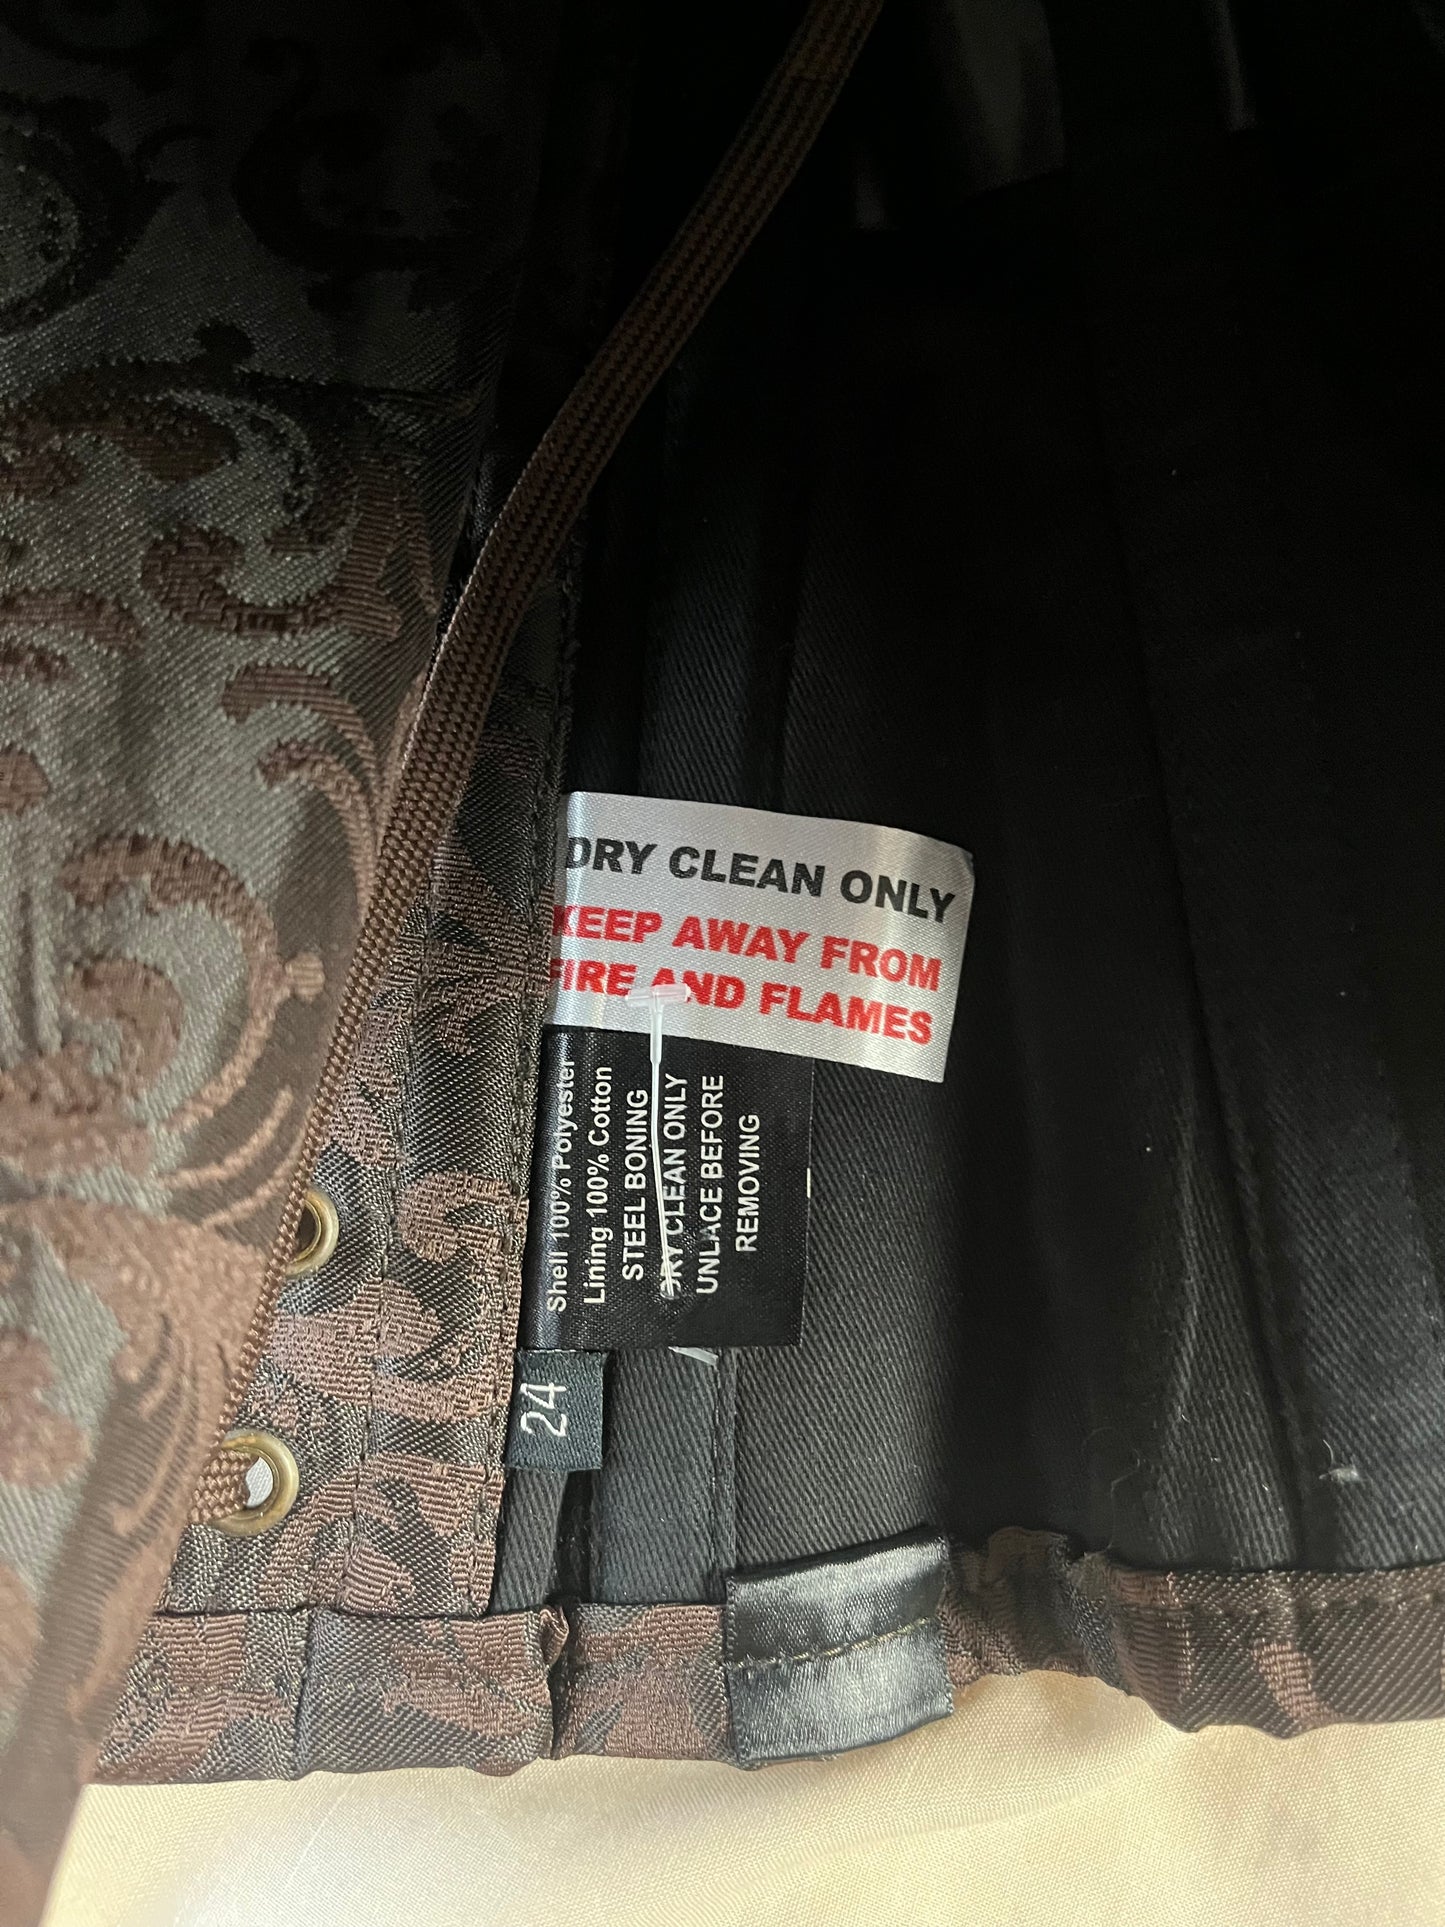 DRY CLEAN ONLY
KEEP AWAY FROM
FIRE AND FLAMES
Shell 100% Polyester
Lining 100% Cotton
STEEL BONING
DRY CLEAN ONLY
UNLACE BEFORE
REMOVING
24